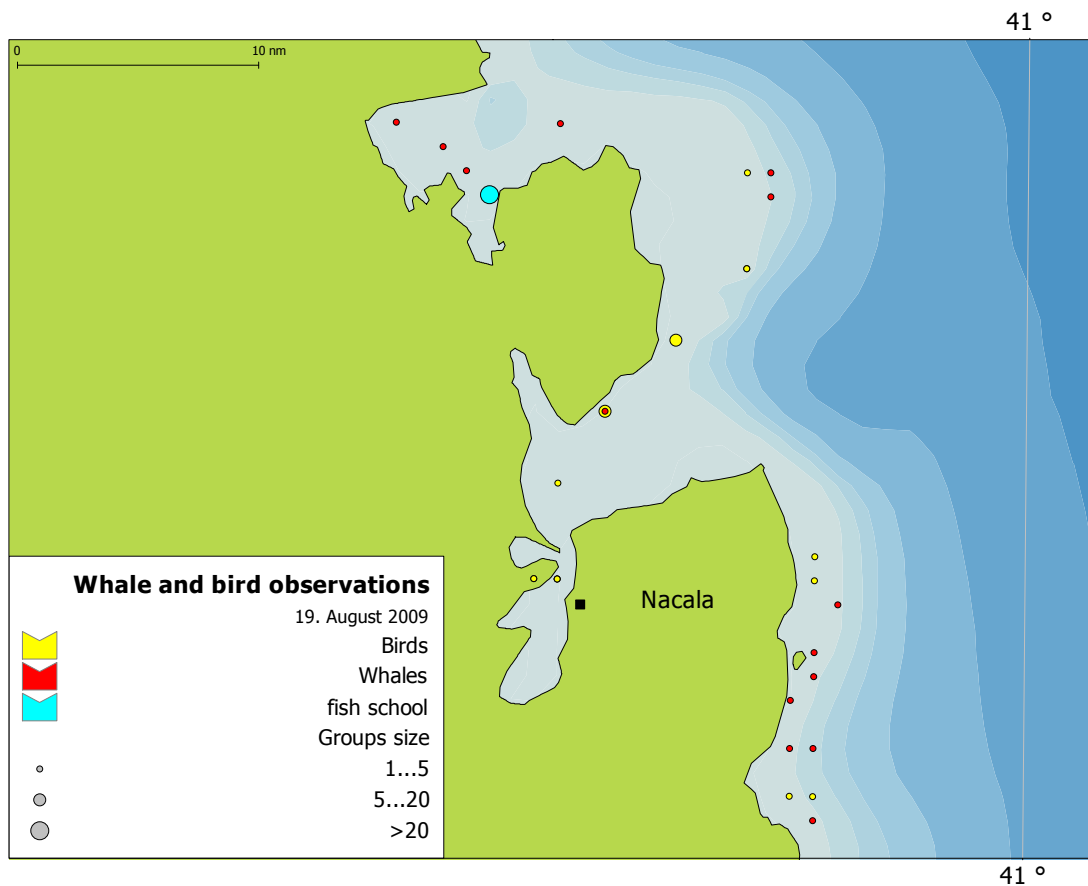 41 °
0 10 nm
Nacala
Whale and bird observations
19. August 2009
Birds
Whales
fish school
Groups size
1...5
5...20
>20
41 °